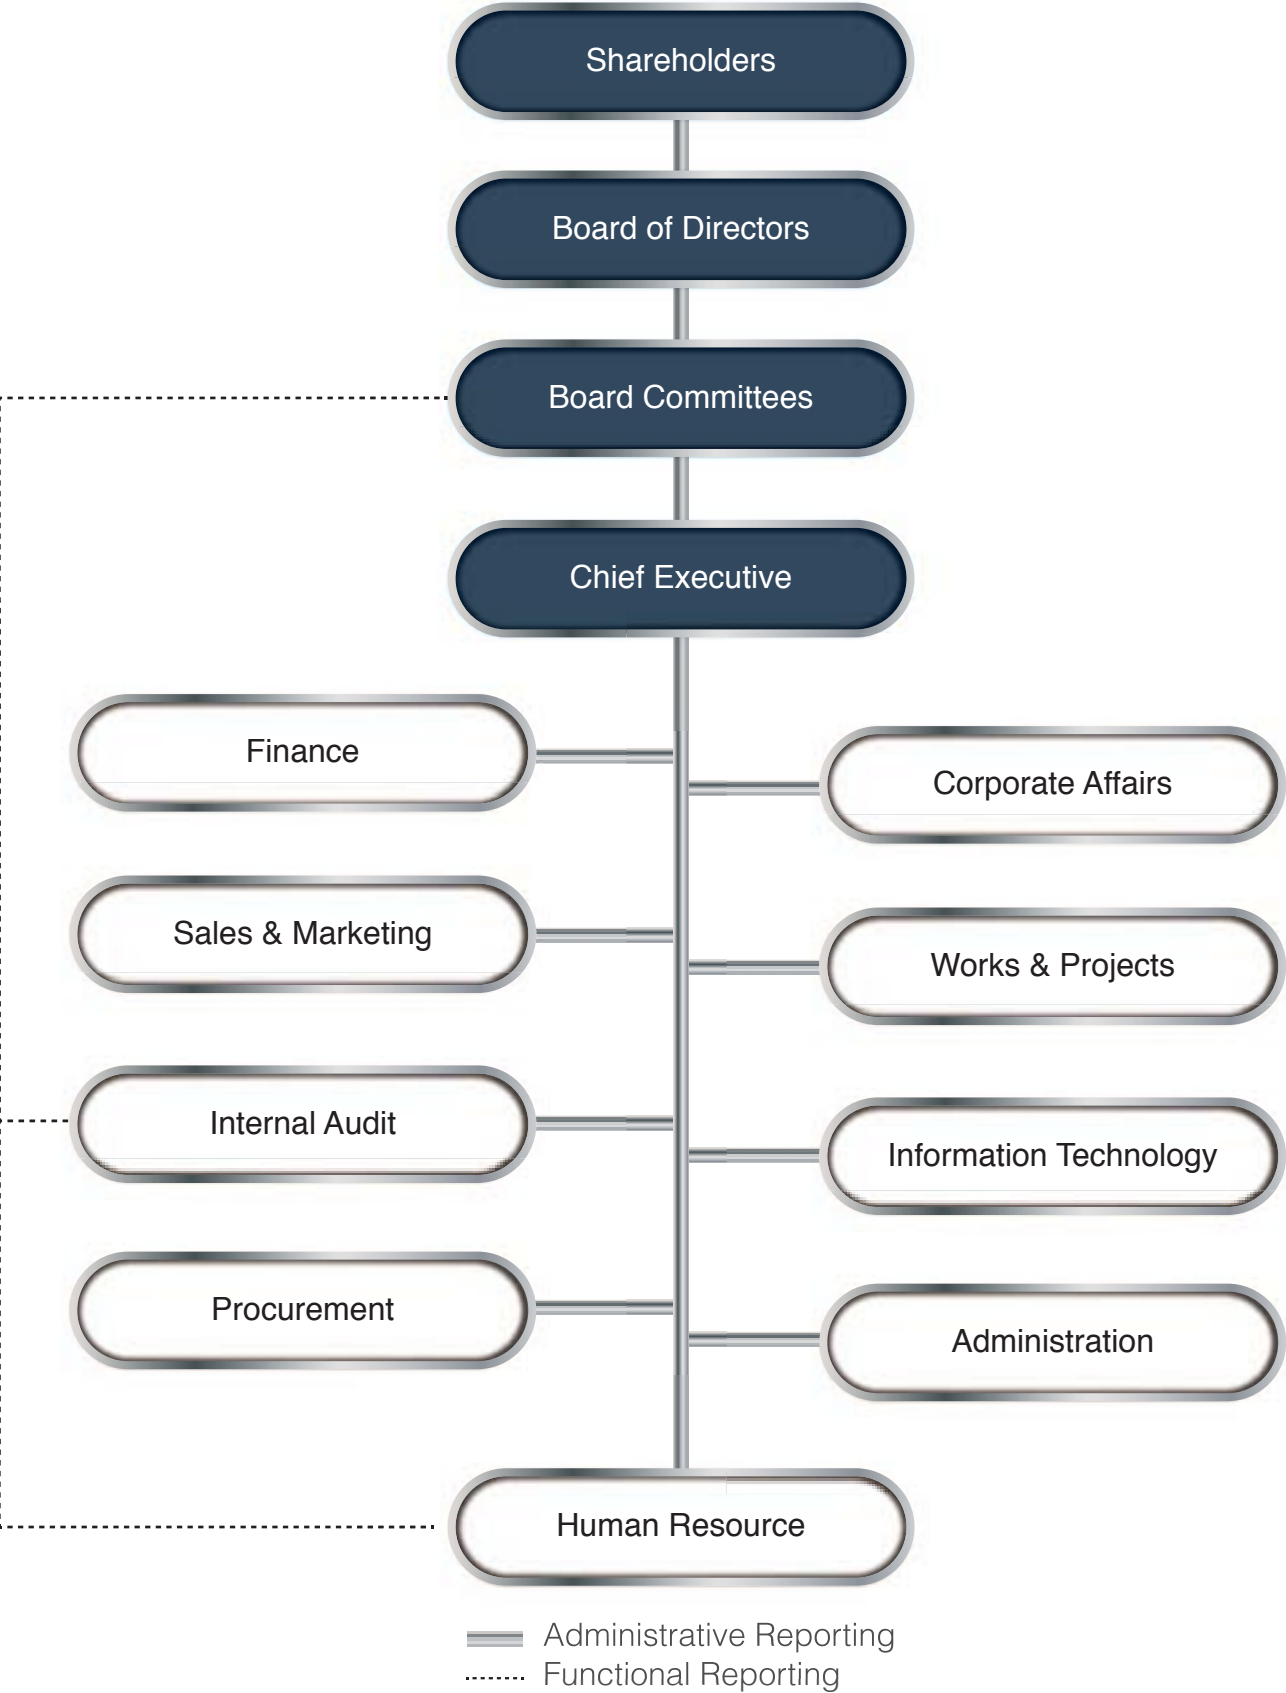 Shareholders
Board of Directors
Board Committees
Chief Executive
Finance
Corporate Affairs
Sales & Marketing
Works & Projects
Internal Audit
Information Technology
Procurement
Administration
Human Resource
Administrative Reporting
Functional Reporting